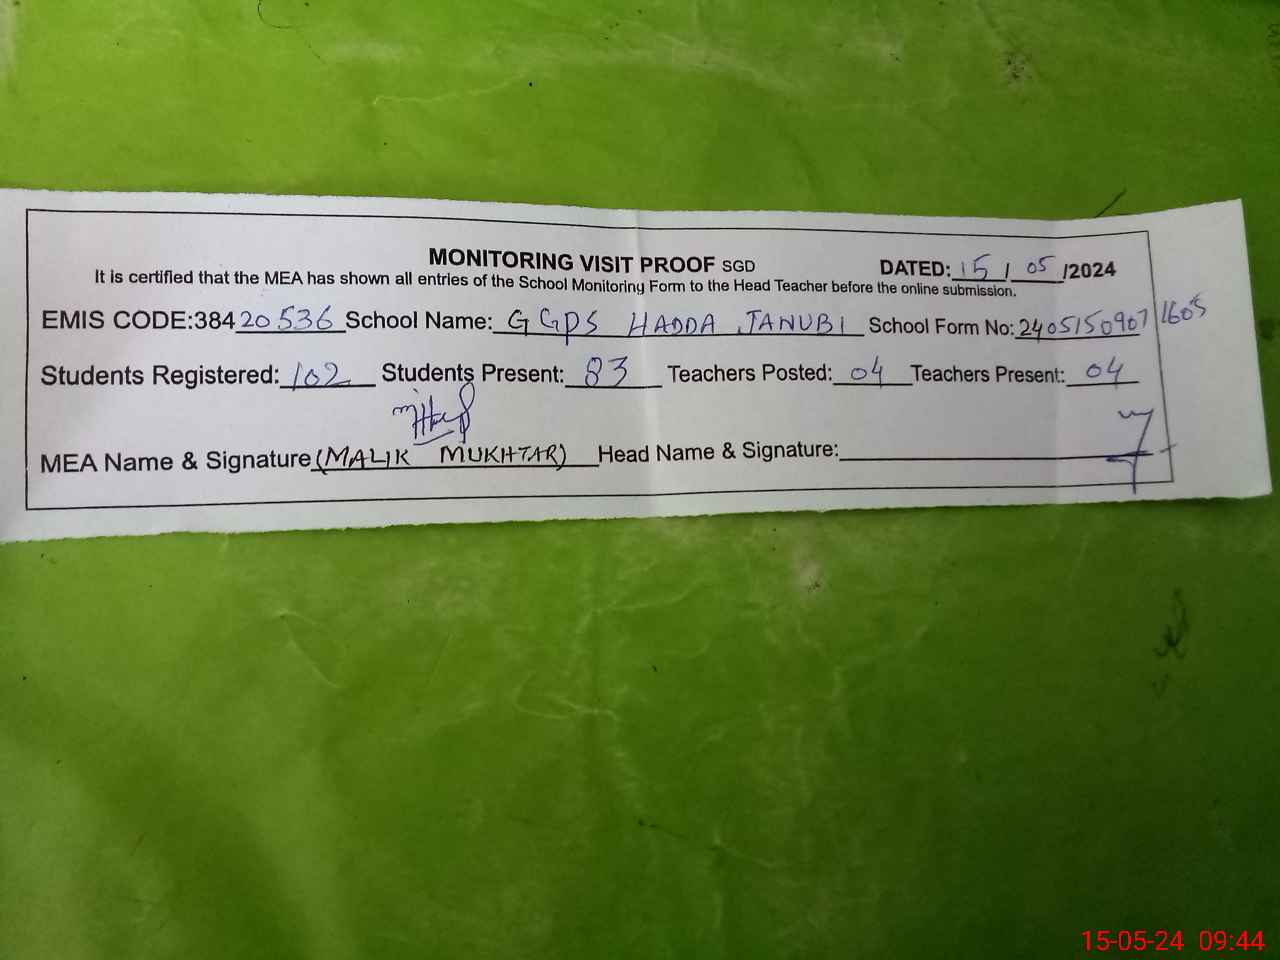 MONITORING VISIT PROOF SGD DATED: 15 / 05 /2024
It is certified that the MEA has shown all entries of the School Monitoring Form to the Head Teacher before the online submission.
EMIS CODE:38420536 School Name: GGPS HADDA JANUBI School Form No: 24051509071605
Students Registered: 102 Students Present: 83 Teachers Posted: 04 Teachers Present: 04
MEA Name & Signature (MALIK MUKHTAR) Head Name & Signature:
15-05-24 09:44